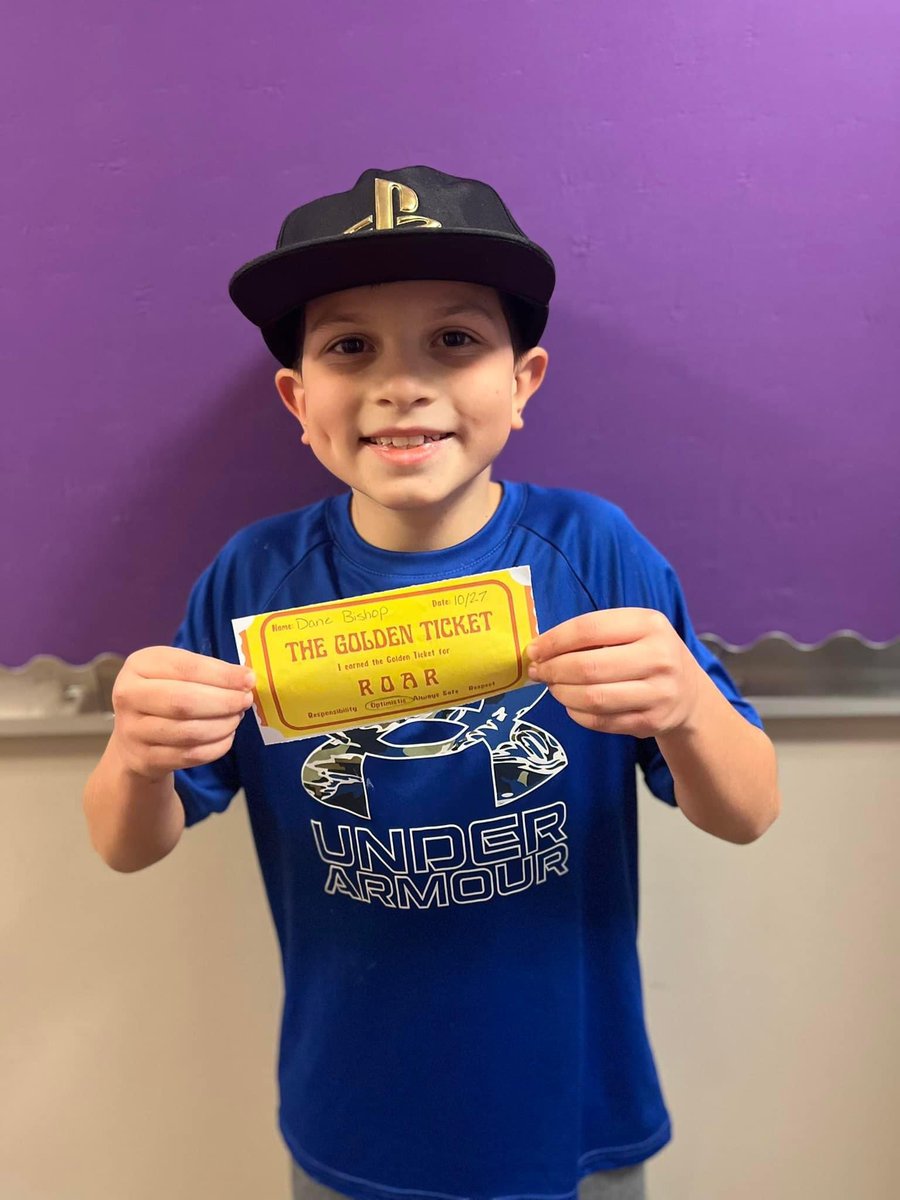 Name: Dane Bishop Date: 10/27
THE GOLDEN TICKET
I earned the Golden Ticket for
ROAR
Responsibility Optimistic Always Safe Respect
UNDER
ARMOUR